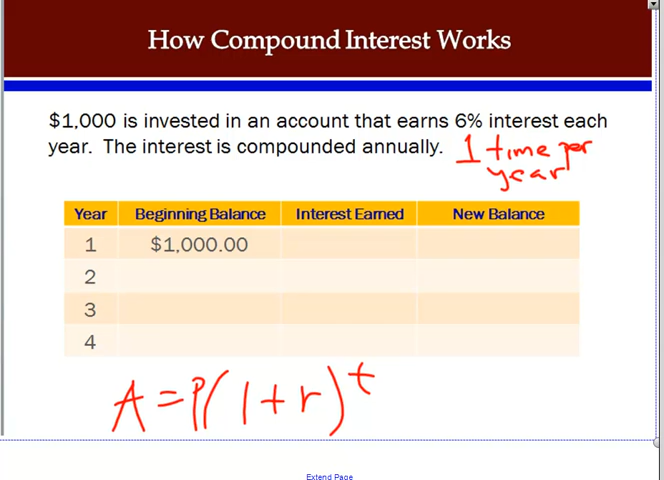 How Compound Interest Works
$1,000 is invested in an account that earns 6% interest each
year. The interest is compounded annually. 1 time per
year
Year Beginning Balance Interest Earned New Balance
1 $1,000.00
2
3
4
A = P(1+r)^t
Extend Page